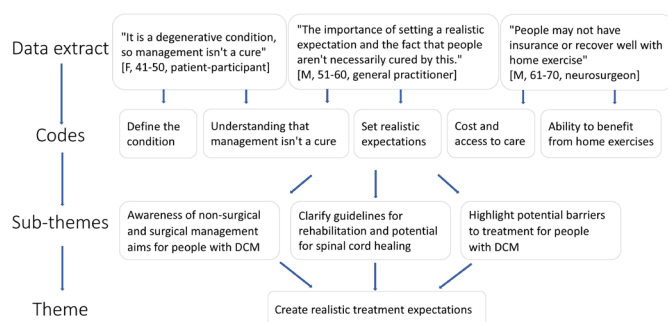 Data extract
"It is a degenerative condition,
so management isn't a cure"
[F, 41-50, patient-participant]
"The importance of setting a realistic
expectation and the fact that people
aren't necessarily cured by this."
[M, 51-60, general practitioner]
"People may not have
insurance or recover well with
home exercise"
[M, 61-70, neurosurgeon]
Codes
Define the
condition
Understanding that
management isn't a cure
Set realistic
expectations
Cost and
access to care
Ability to benefit
from home exercises
Sub-themes
Awareness of non-surgical
and surgical management
aims for people with DCM
Clarify guidelines for
rehabilitation and potential
for spinal cord healing
Highlight potential barriers
to treatment for people
with DCM
Theme
Create realistic treatment expectations